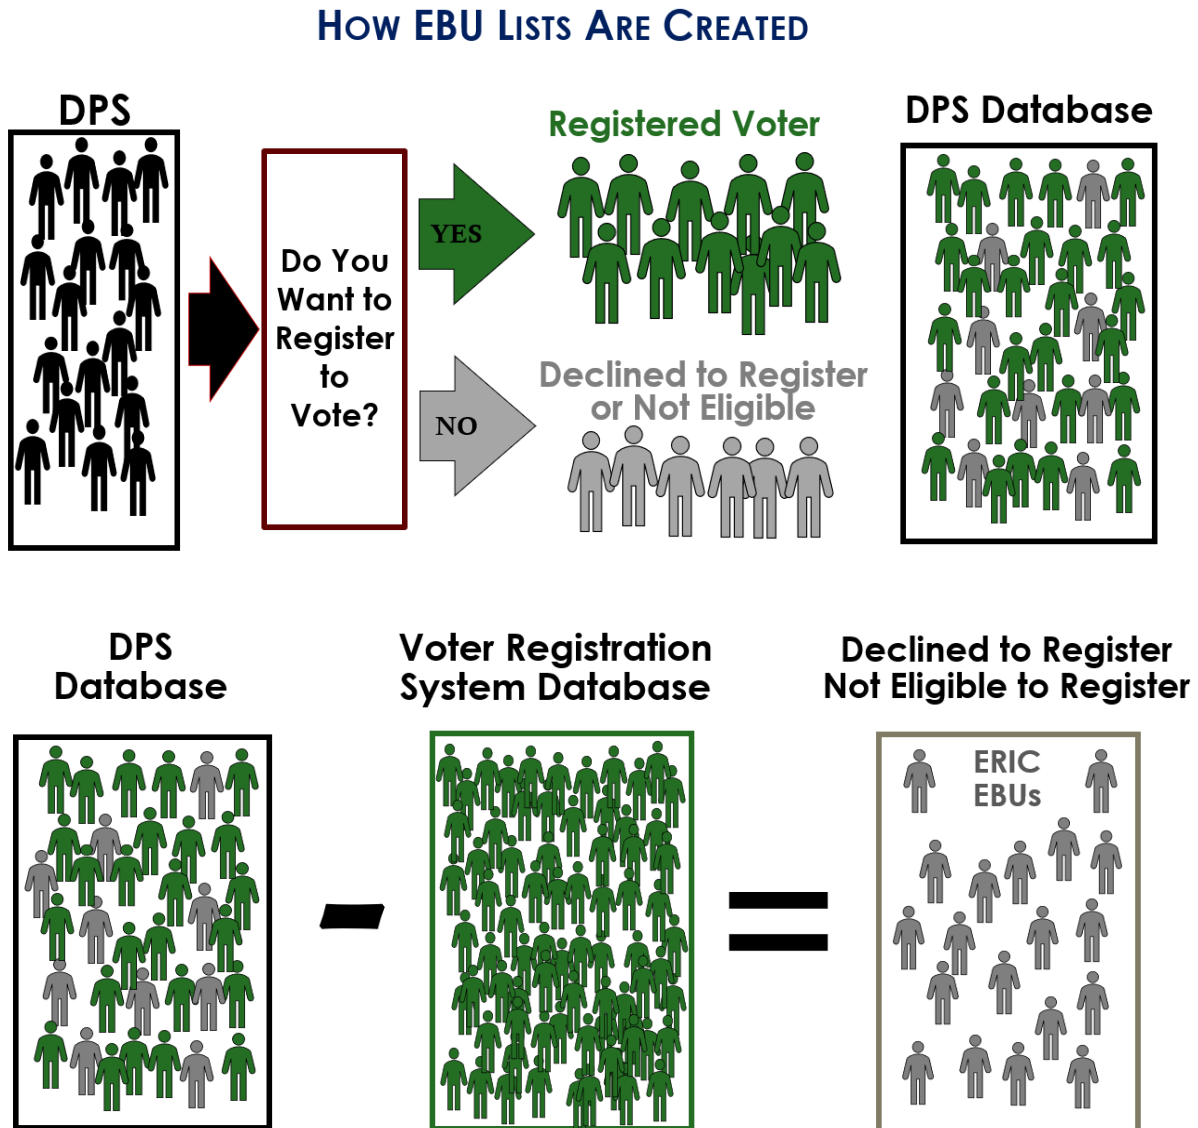 How EBU Lists Are Created
DPS
Do You
Want to
Register
to
Vote?
YES
NO
Registered Voter
Declined to Register
or Not Eligible
DPS Database
DPS
Database
Voter Registration
System Database
Declined to Register
Not Eligible to Register
ERIC
EBUs